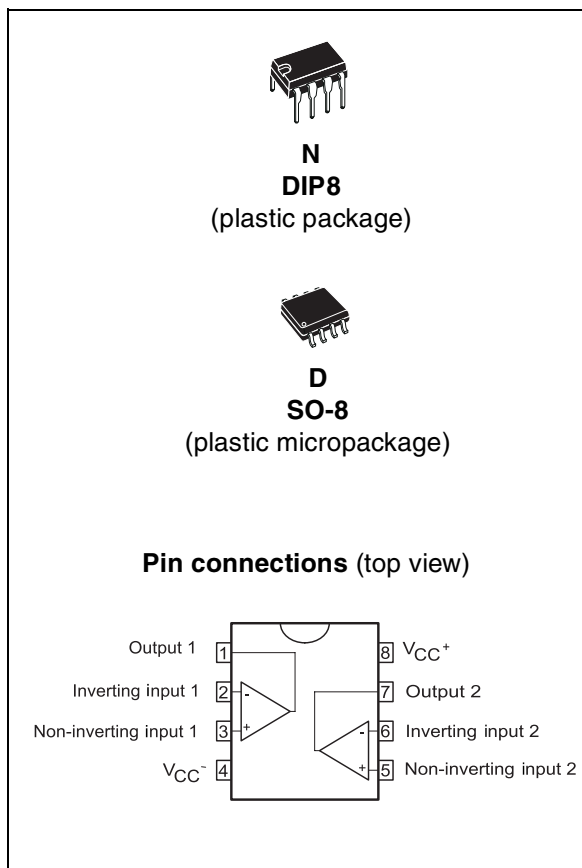 N
DIP8
(plastic package)
D
SO-8
(plastic micropackage)
Pin connections (top view)
Output 1 1 8 VCC+
Inverting input 1 2 - 7 Output 2
Non-inverting input 1 3 + - 6 Inverting input 2
VCC- 4 + 5 Non-inverting input 2